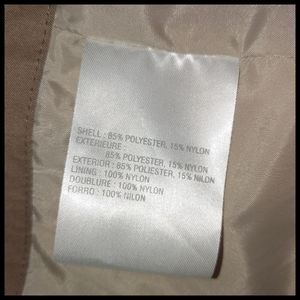 SHELL : 85% POLYESTER, 15% NYLON
EXTERIEURE :
85% POLYESTER, 15% NYLON
EXTERIOR : 85% POLIESTER, 15% NILON
LINING : 100% NYLON
DOUBLURE : 100% NYLON
FORRO : 100% NILON